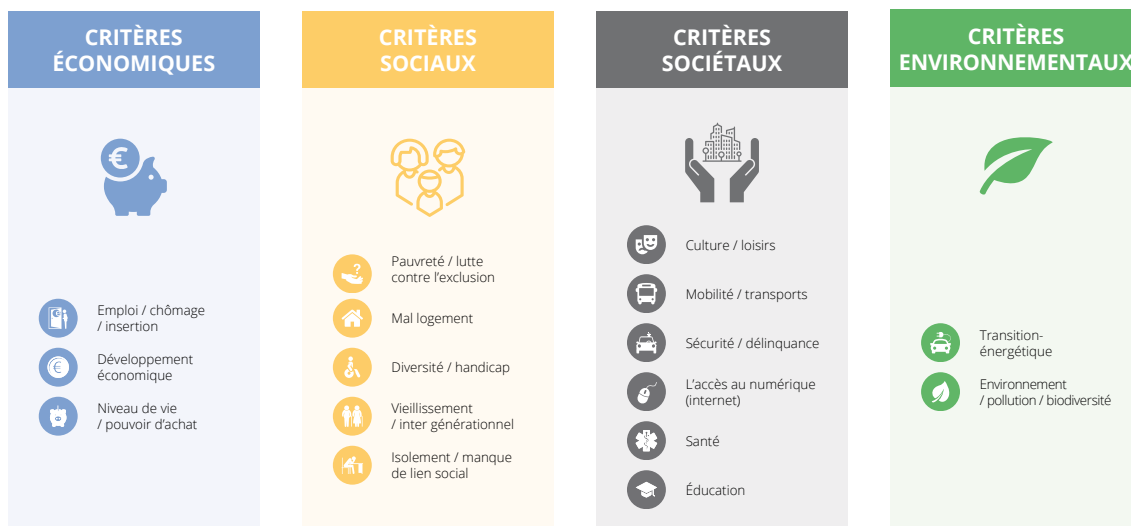 CRITÈRES
ÉCONOMIQUES
€
Emploi / chômage
/ insertion
€
Développement
économique
Niveau de vie
/ pouvoir d’achat
CRITÈRES
SOCIAUX
?
Pauvreté / lutte
contre l’exclusion
Mal logement
Diversité / handicap
Vieillissement
/ inter générationnel
Isolement / manque
de lien social
CRITÈRES
SOCIÉTAUX
Culture / loisirs
Mobilité / transports
Sécurité / délinquance
L’accès au numérique
(internet)
Santé
Éducation
CRITÈRES
ENVIRONNEMENTAUX
Transition-
énergétique
Environnement
/ pollution / biodiversité